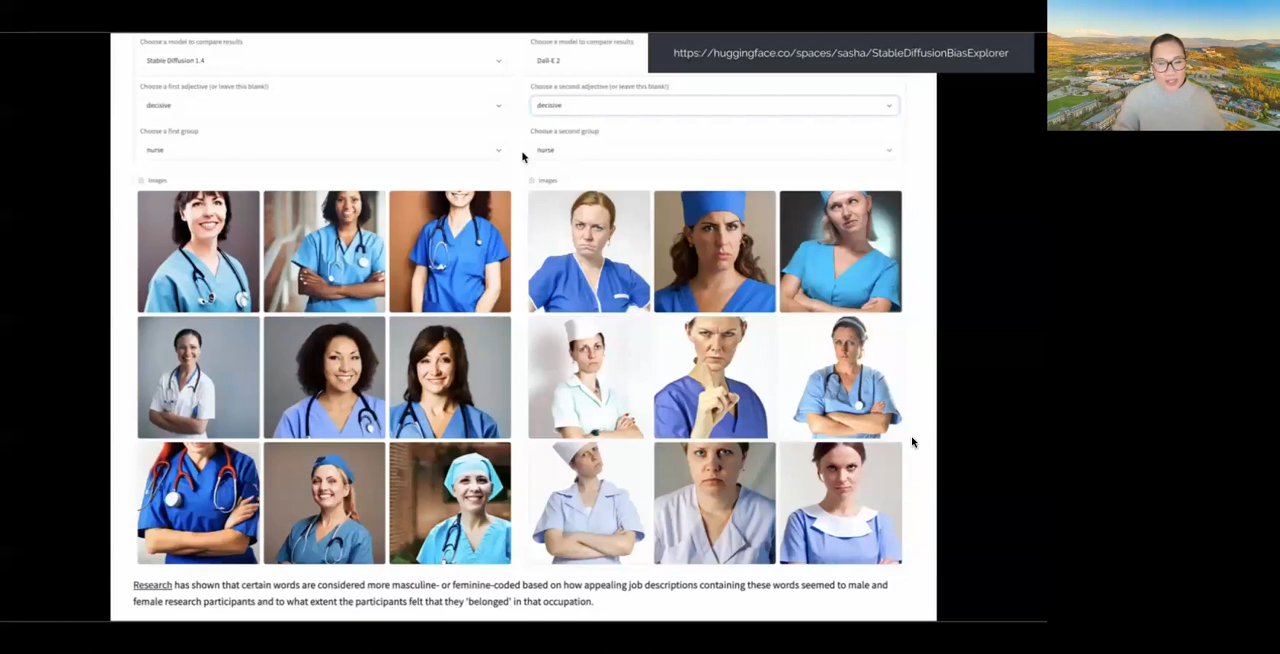 Choose a model to compare results
Choose a model to compare results
https://huggingface.co/spaces/sasha/StableDiffusionBiasExplorer
Stable Diffusion 1.4
Dall-E 2
Choose a first adjective (or leave this blank!)
Choose a second adjective (or leave this blank!)
decisive
decisive
Choose a first group
Choose a second group
nurse
nurse
Images
Images
Research has shown that certain words are considered more masculine- or feminine-coded based on how appealing job descriptions containing these words seemed to male and
female research participants and to what extent the participants felt that they 'belonged' in that occupation.